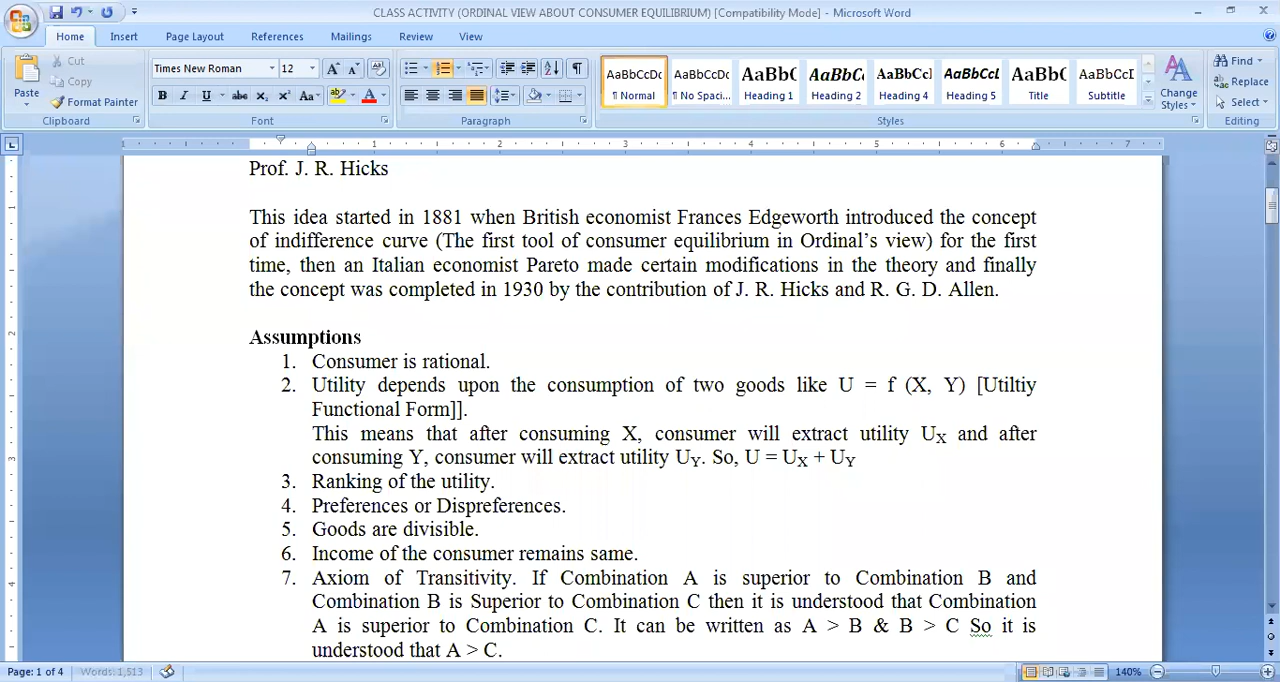 CLASS ACTIVITY (ORDINAL VIEW ABOUT CONSUMER EQUILIBRIUM) [Compatibility Mode] - Microsoft Word
Home Insert Page Layout References Mailings Review View
Paste
Cut
Copy
Format Painter
Clipboard
Times New Roman 12
Font
Paragraph
AaBbCcDc AaBbCcDc AaBb( AaBbC AaBbCcl AaBbCcL AaBb( AaBbCcI
¶ Normal ¶ No Spaci... Heading 1 Heading 2 Heading 4 Heading 5 Title Subtitle
Change Styles
Styles
Find
Replace
Select
Editing
1 1 2 3 4 5 6 7
Prof. J. R. Hicks
This idea started in 1881 when British economist Frances Edgeworth introduced the concept
of indifference curve (The first tool of consumer equilibrium in Ordinal's view) for the first
time, then an Italian economist Pareto made certain modifications in the theory and finally
the concept was completed in 1930 by the contribution of J. R. Hicks and R. G. D. Allen.
Assumptions
1. Consumer is rational.
2. Utility depends upon the consumption of two goods like U = f (X, Y) [Utiltiy
Functional Form]].
This means that after consuming X, consumer will extract utility UX and after
consuming Y, consumer will extract utility UY. So, U = UX + UY
3. Ranking of the utility.
4. Preferences or Dispreferences.
5. Goods are divisible.
6. Income of the consumer remains same.
7. Axiom of Transitivity. If Combination A is superior to Combination B and
Combination B is Superior to Combination C then it is understood that Combination
A is superior to Combination C. It can be written as A > B & B > C So it is
understood that A > C.
Page: 1 of 4 Words: 1,513 140%